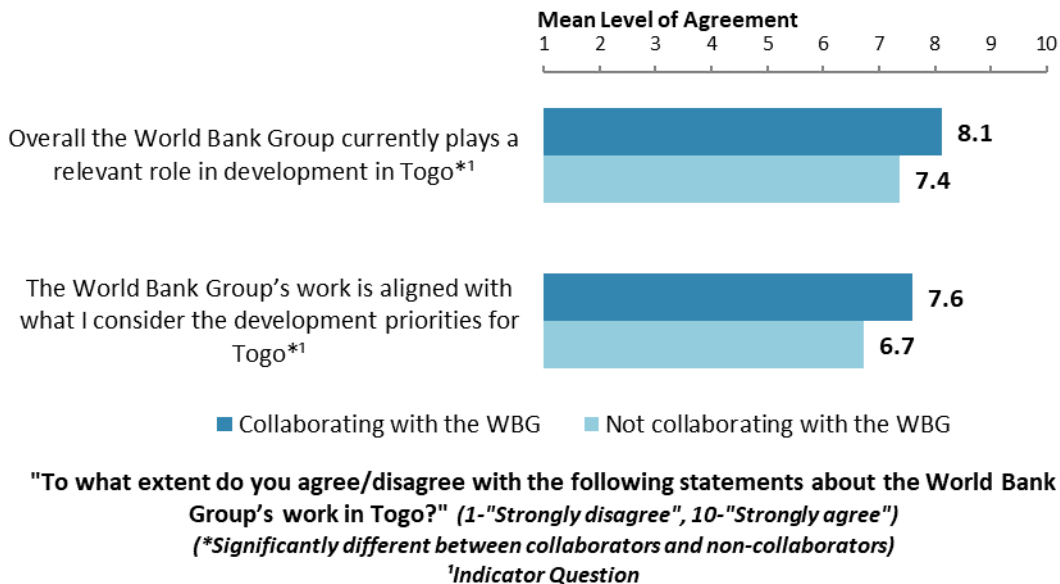 Mean Level of Agreement
1 2 3 4 5 6 7 8 9 10
Overall the World Bank Group currently plays a
relevant role in development in Togo*¹
8.1
7.4
The World Bank Group’s work is aligned with
what I consider the development priorities for
Togo*¹
7.6
6.7
Collaborating with the WBG Not collaborating with the WBG
"To what extent do you agree/disagree with the following statements about the World Bank
Group’s work in Togo?" (1-"Strongly disagree", 10-"Strongly agree")
(*Significantly different between collaborators and non-collaborators)
¹Indicator Question